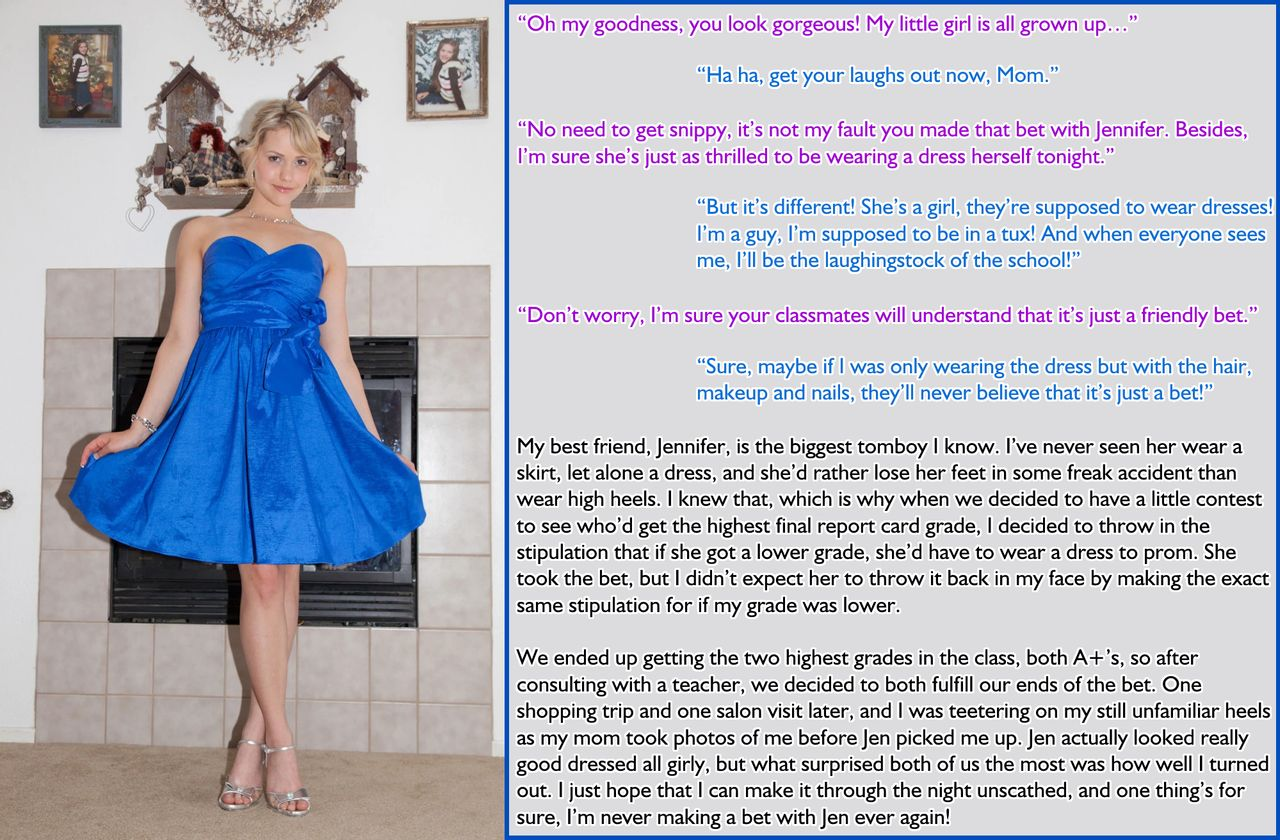 “Oh my goodness, you look gorgeous! My little girl is all grown up…”
“Ha ha, get your laughs out now, Mom.”
“No need to get snippy, it’s not my fault you made that bet with Jennifer. Besides,
I’m sure she’s just as thrilled to be wearing a dress herself tonight.”
“But it’s different! She’s a girl, they’re supposed to wear dresses!
I’m a guy, I’m supposed to be in a tux! And when everyone sees
me, I’ll be the laughingstock of the school!”
“Don’t worry, I’m sure your classmates will understand that it’s just a friendly bet.”
“Sure, maybe if I was only wearing the dress but with the hair,
makeup and nails, they’ll never believe that it’s just a bet!”
My best friend, Jennifer, is the biggest tomboy I know. I’ve never seen her wear a
skirt, let alone a dress, and she’d rather lose her feet in some freak accident than
wear high heels. I knew that, which is why when we decided to have a little contest
to see who’d get the highest final report card grade, I decided to throw in the
stipulation that if she got a lower grade, she’d have to wear a dress to prom. She
took the bet, but I didn’t expect her to throw it back in my face by making the exact
same stipulation for if my grade was lower.
We ended up getting the two highest grades in the class, both A+’s, so after
consulting with a teacher, we decided to both fulfill our ends of the bet. One
shopping trip and one salon visit later, and I was teetering on my still unfamiliar heels
as my mom took photos of me before Jen picked me up. Jen actually looked really
good dressed all girly, but what surprised both of us the most was how well I turned
out. I just hope that I can make it through the night unscathed, and one thing’s for
sure, I’m never making a bet with Jen ever again!